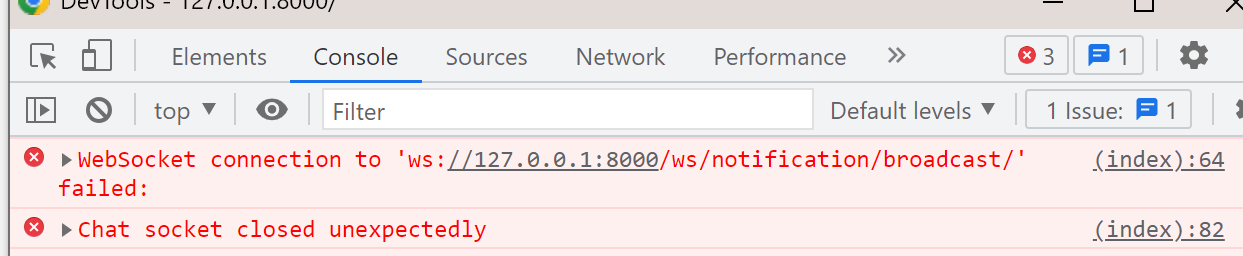 DevTools - 127.0.0.1:8000/
Elements Console Sources Network Performance » 3 1
top ▼ Filter Default levels ▼ 1 Issue: 1
▶WebSocket connection to 'ws://127.0.0.1:8000/ws/notification/broadcast/' (index):64
failed:
▶Chat socket closed unexpectedly (index):82